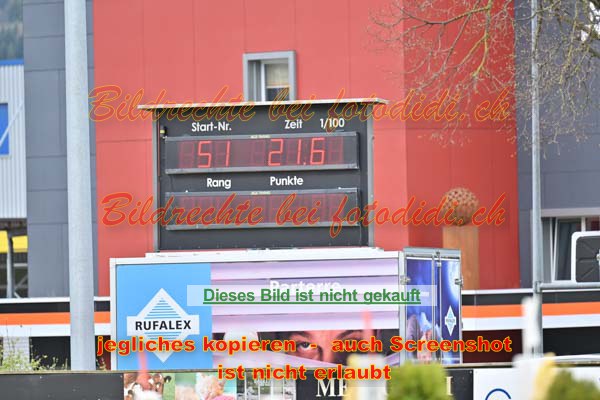 Bildrechte bei fotodidi.ch
Start-Nr. Zeit 1/100
51 21.6
Rang Punkte
Bildrechte bei fotodidi.ch
Parterre
Dieses Bild ist nicht gekauft
RUFALEX
jegliches kopieren - auch Screenshot
ist nicht erlaubt